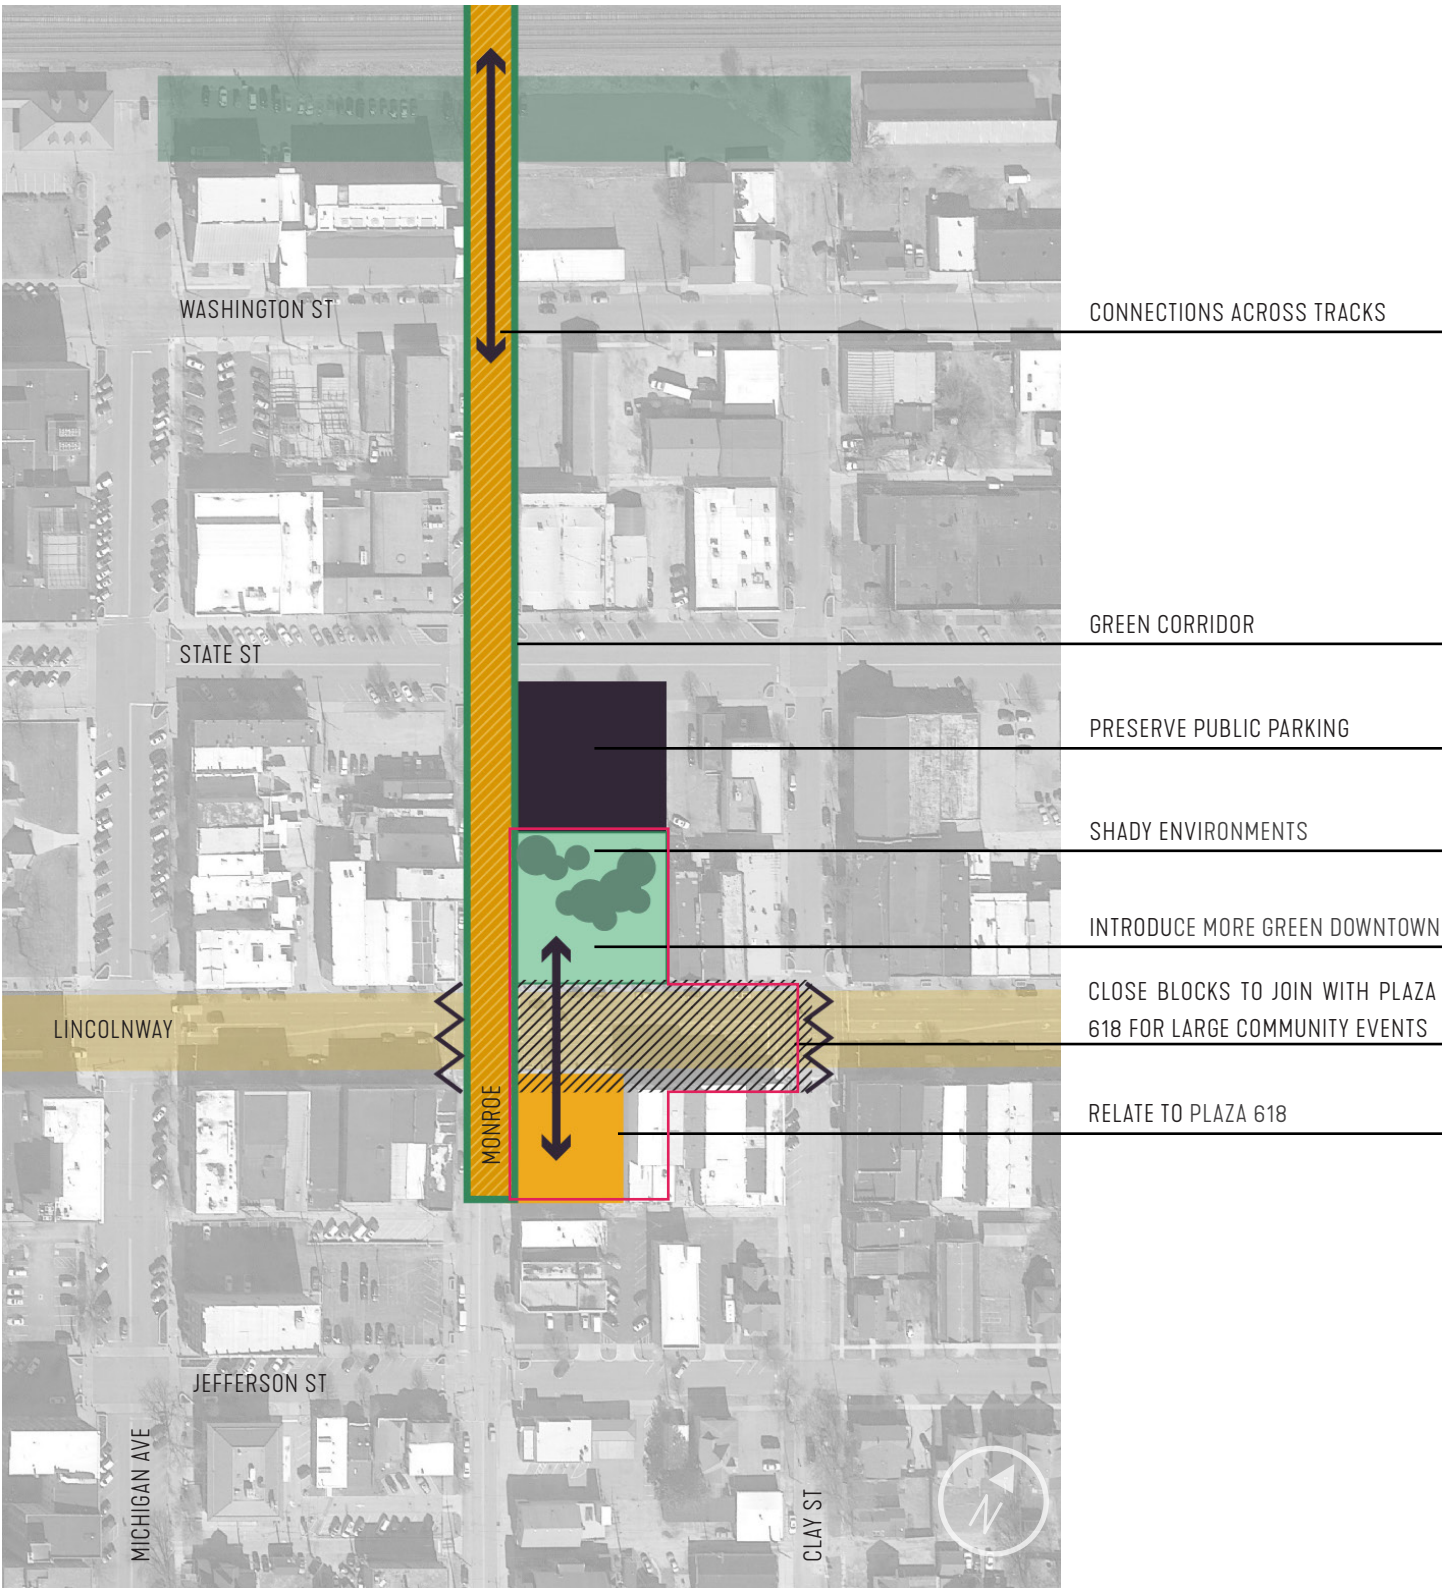 WASHINGTON ST
CONNECTIONS ACROSS TRACKS
GREEN CORRIDOR
STATE ST
PRESERVE PUBLIC PARKING
SHADY ENVIRONMENTS
INTRODUCE MORE GREEN DOWNTOWN
CLOSE BLOCKS TO JOIN WITH PLAZA
618 FOR LARGE COMMUNITY EVENTS
LINCOLNWAY
MONROE
RELATE TO PLAZA 618
JEFFERSON ST
MICHIGAN AVE
CLAY ST
N